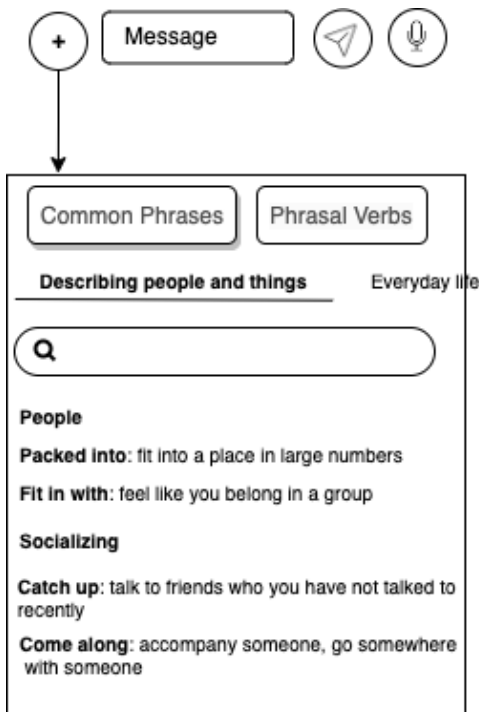 +
Message
Common Phrases
Phrasal Verbs
Describing people and things
Everyday life
People
Packed into: fit into a place in large numbers
Fit in with: feel like you belong in a group
Socializing
Catch up: talk to friends who you have not talked to
recently
Come along: accompany someone, go somewhere
with someone